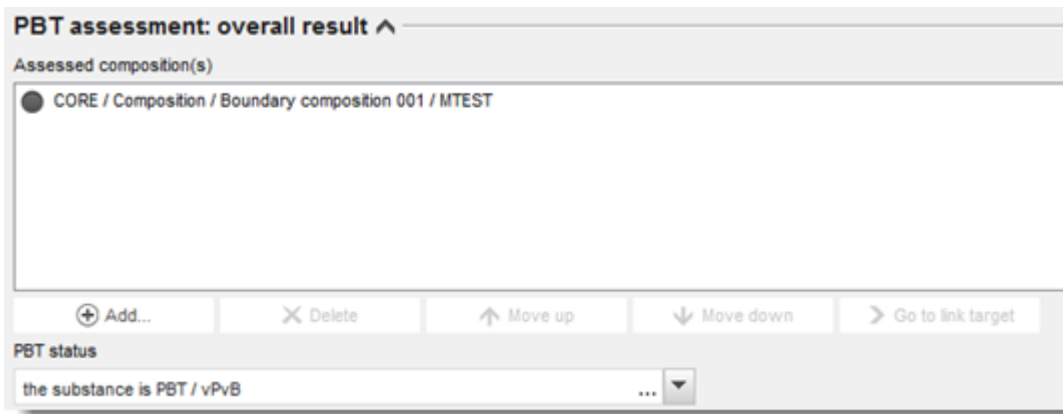 PBT assessment: overall result
Assessed composition(s)
CORE / Composition / Boundary composition 001 / MTEST
Add... Delete Move up Move down Go to link target
PBT status
the substance is PBT / vPvB ...